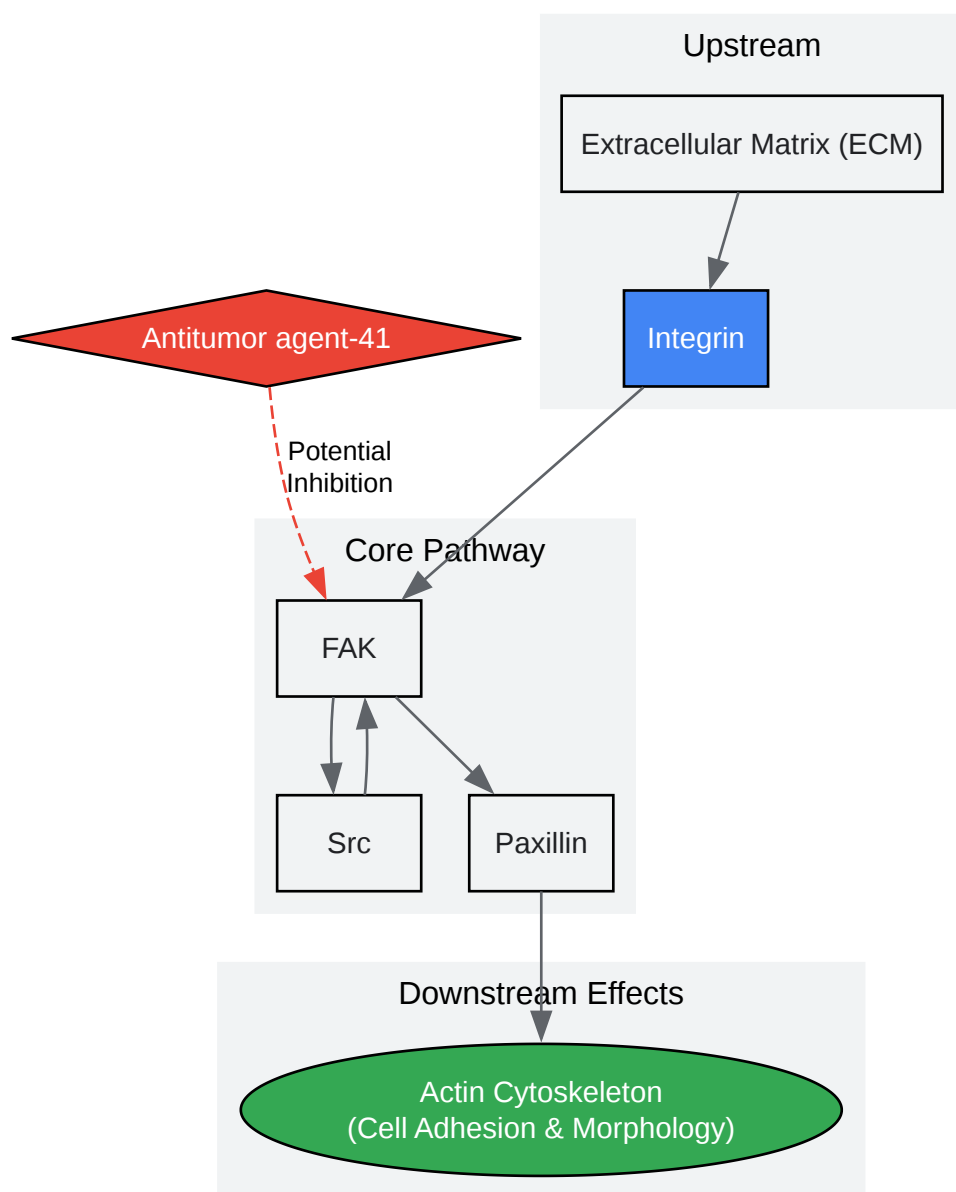 Upstream
Extracellular Matrix (ECM)
Antitumor agent-41
Integrin
Potential
Inhibition
Core Pathway
FAK
Src
Paxillin
Downstream Effects
Actin Cytoskeleton
(Cell Adhesion & Morphology)